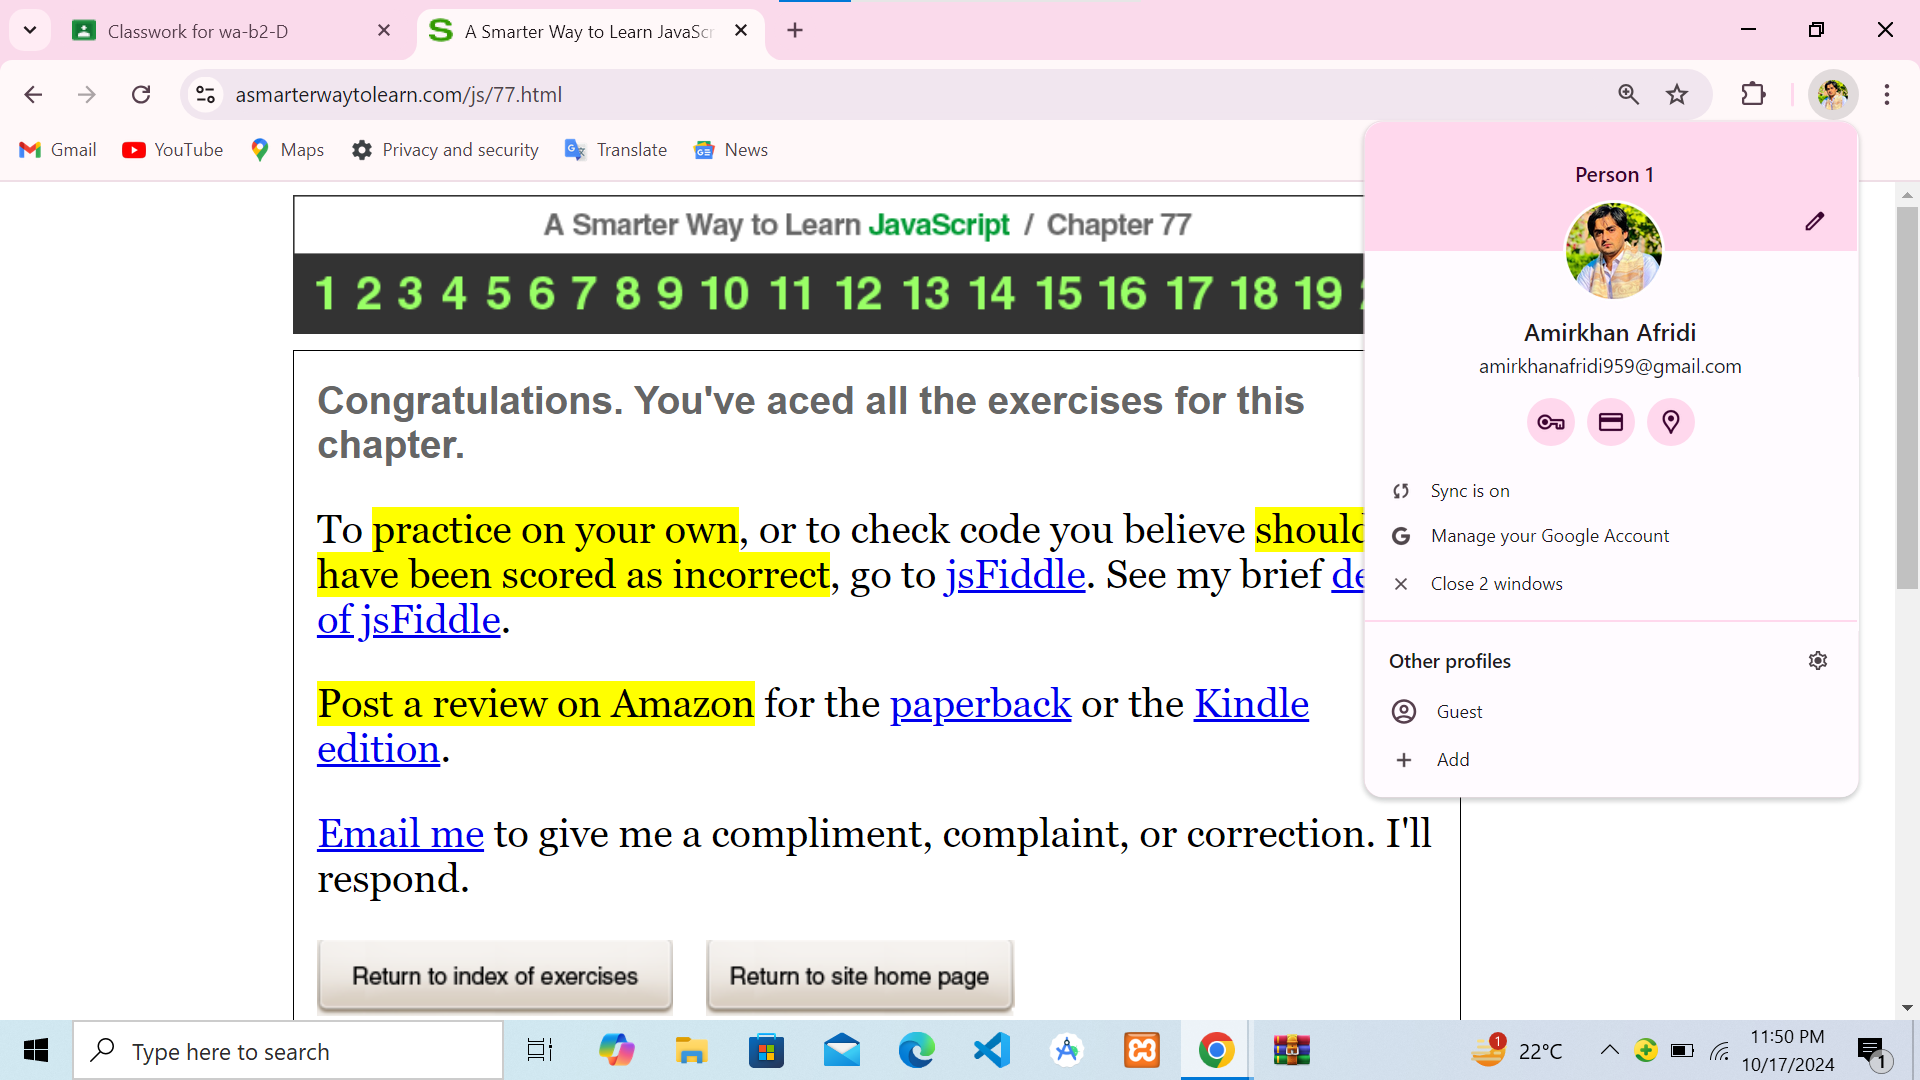 Classwork for wa-b2-D
A Smarter Way to Learn JavaScr
asmarterwaytolearn.com/js/77.html
Gmail
YouTube
Maps
Privacy and security
Translate
News
A Smarter Way to Learn JavaScript / Chapter 77
1 2 3 4 5 6 7 8 9 10 11 12 13 14 15 16 17 18 19
Congratulations. You've aced all the exercises for this
chapter.
To practice on your own, or to check code you believe should
have been scored as incorrect, go to jsFiddle. See my brief de
of jsFiddle.
Post a review on Amazon for the paperback or the Kindle
edition.
Email me to give me a compliment, complaint, or correction. I'll
respond.
Return to index of exercises
Return to site home page
Person 1
Amirkhan Afridi
amirkhanafridi959@gmail.com
Sync is on
Manage your Google Account
Close 2 windows
Other profiles
Guest
Add
Type here to search
1
22°C
11:50 PM
10/17/2024
1